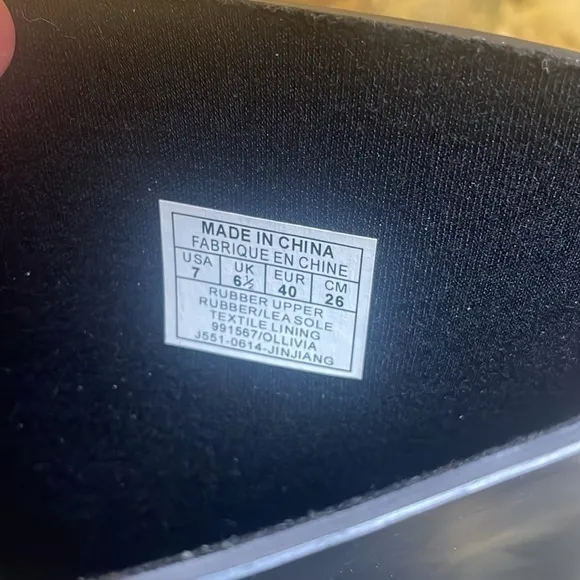 MADE IN CHINA
FABRIQUE EN CHINE
USA UK EUR CM
7 6½ 40 26
RUBBER UPPER
RUBBER/LEA SOLE
TEXTILE LINING
991567/OLLIVIA
J551-0614-JINJIANG